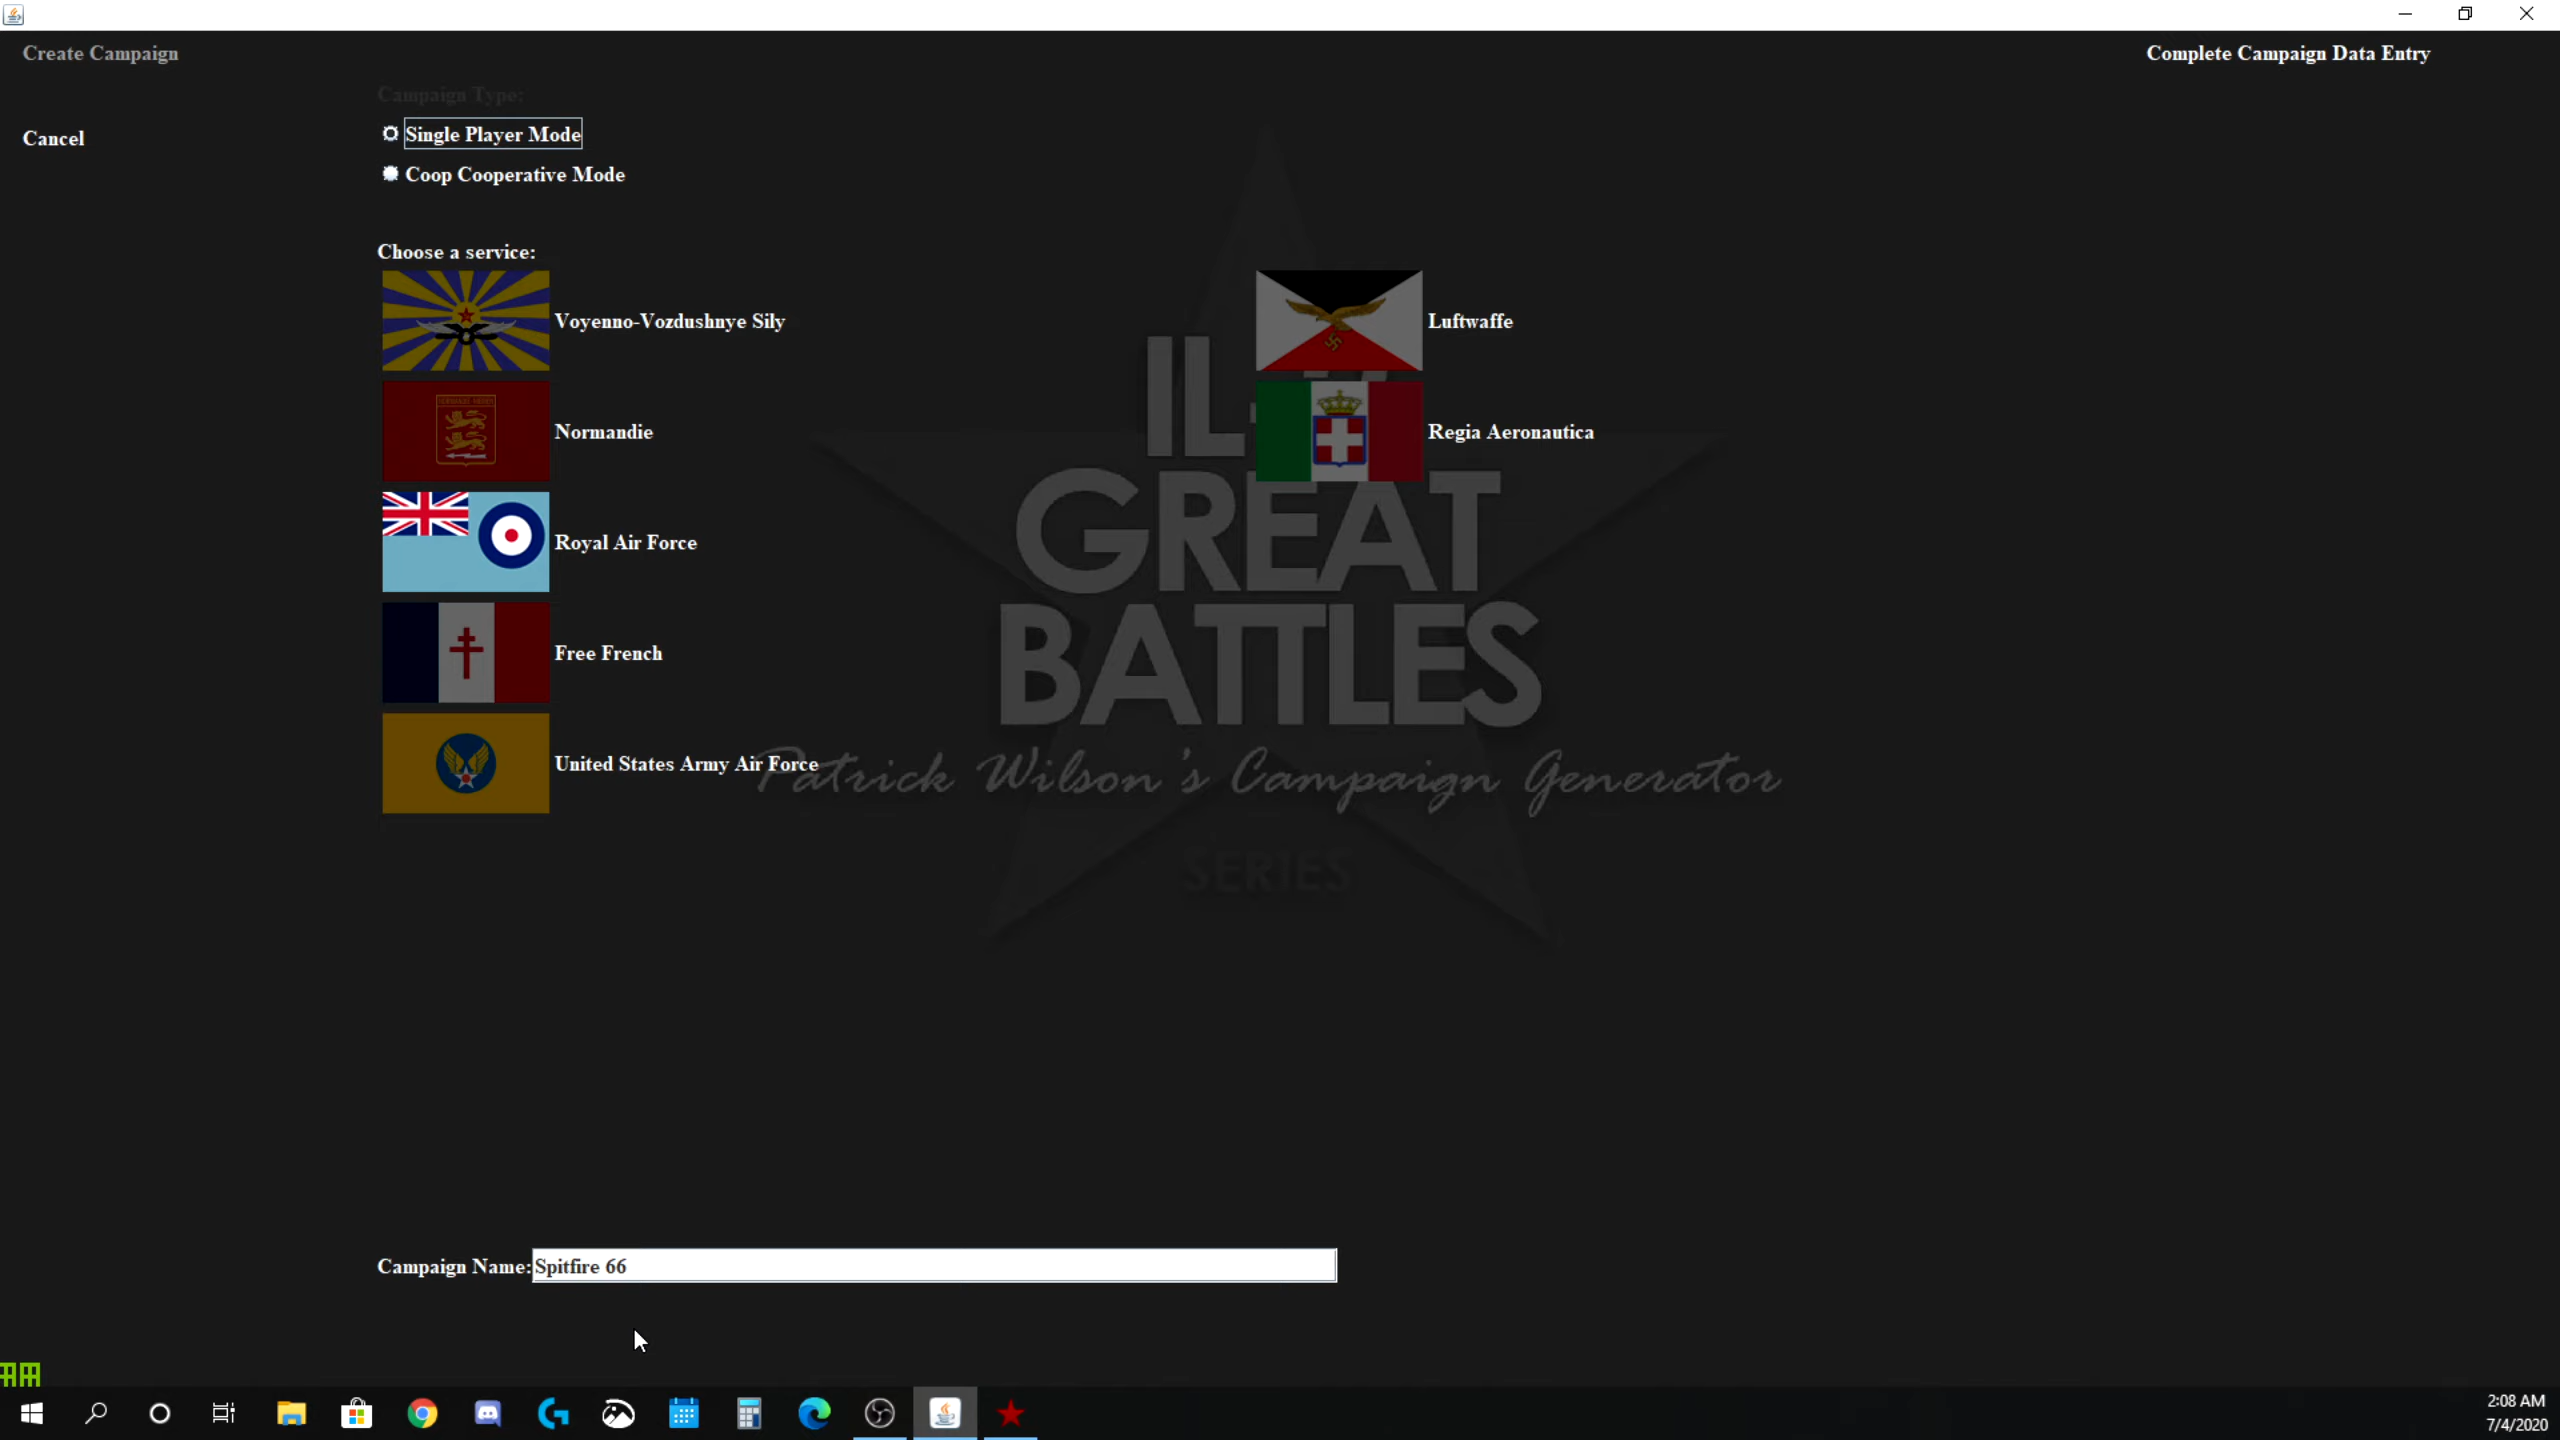 Create Campaign
Complete Campaign Data Entry
Campaign Type:
Cancel
Single Player Mode
Coop Cooperative Mode
Choose a service:
Voyenno-Vozdushnye Sily
Luftwaffe
Normandie
Regia Aeronautica
Royal Air Force
Free French
United States Army Air Force
IL-
GREAT
BATTLES
Patrick Wilson's Campaign Generator
SERIES
Campaign Name: Spitfire 66
2:08 AM
7/4/2020